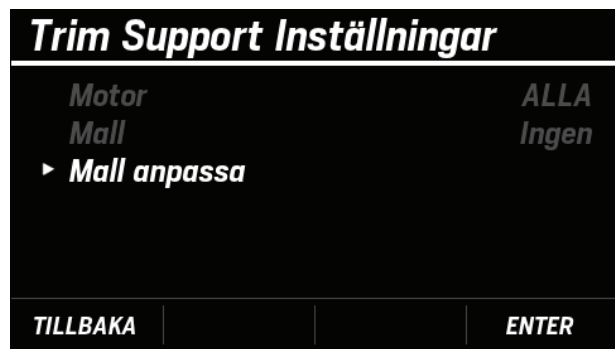 Trim Support Inställningar
Motor ALLA
Mall Ingen
Mall anpassa
TILLBAKA ENTER